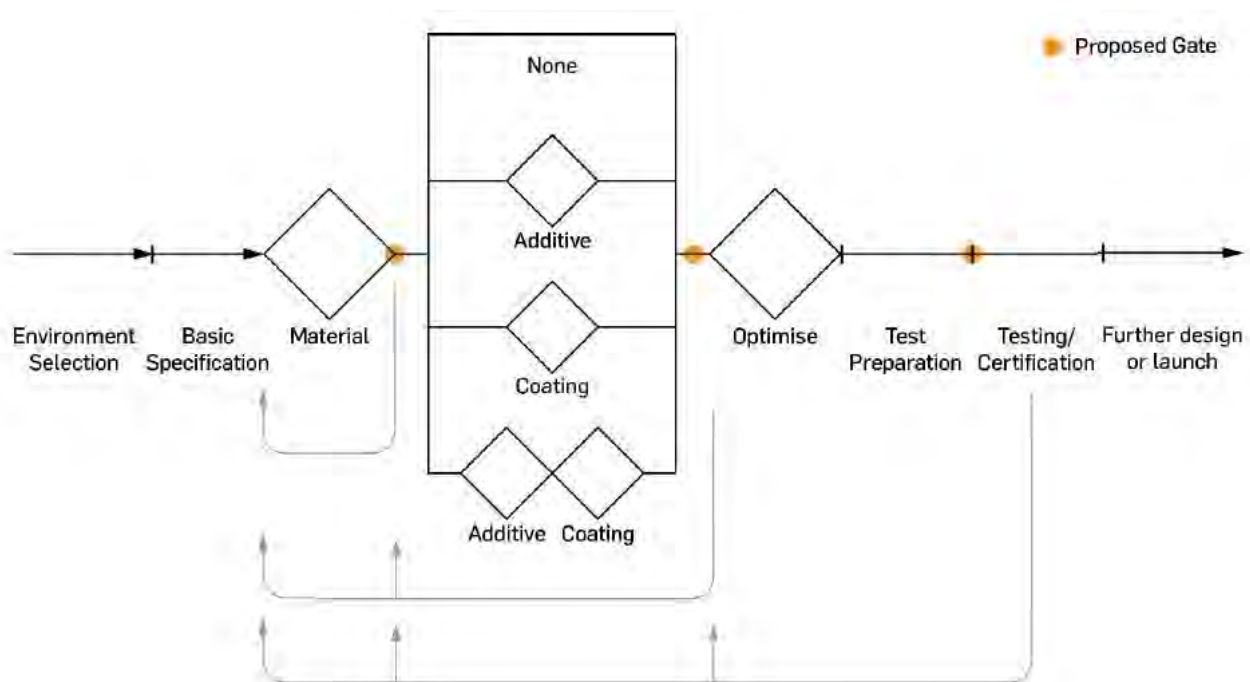 None
Proposed Gate
Additive
Coating
Additive Coating
Environment
Selection
Basic
Specification
Material
Optimise
Test
Preparation
Testing/
Certification
Further design
or launch